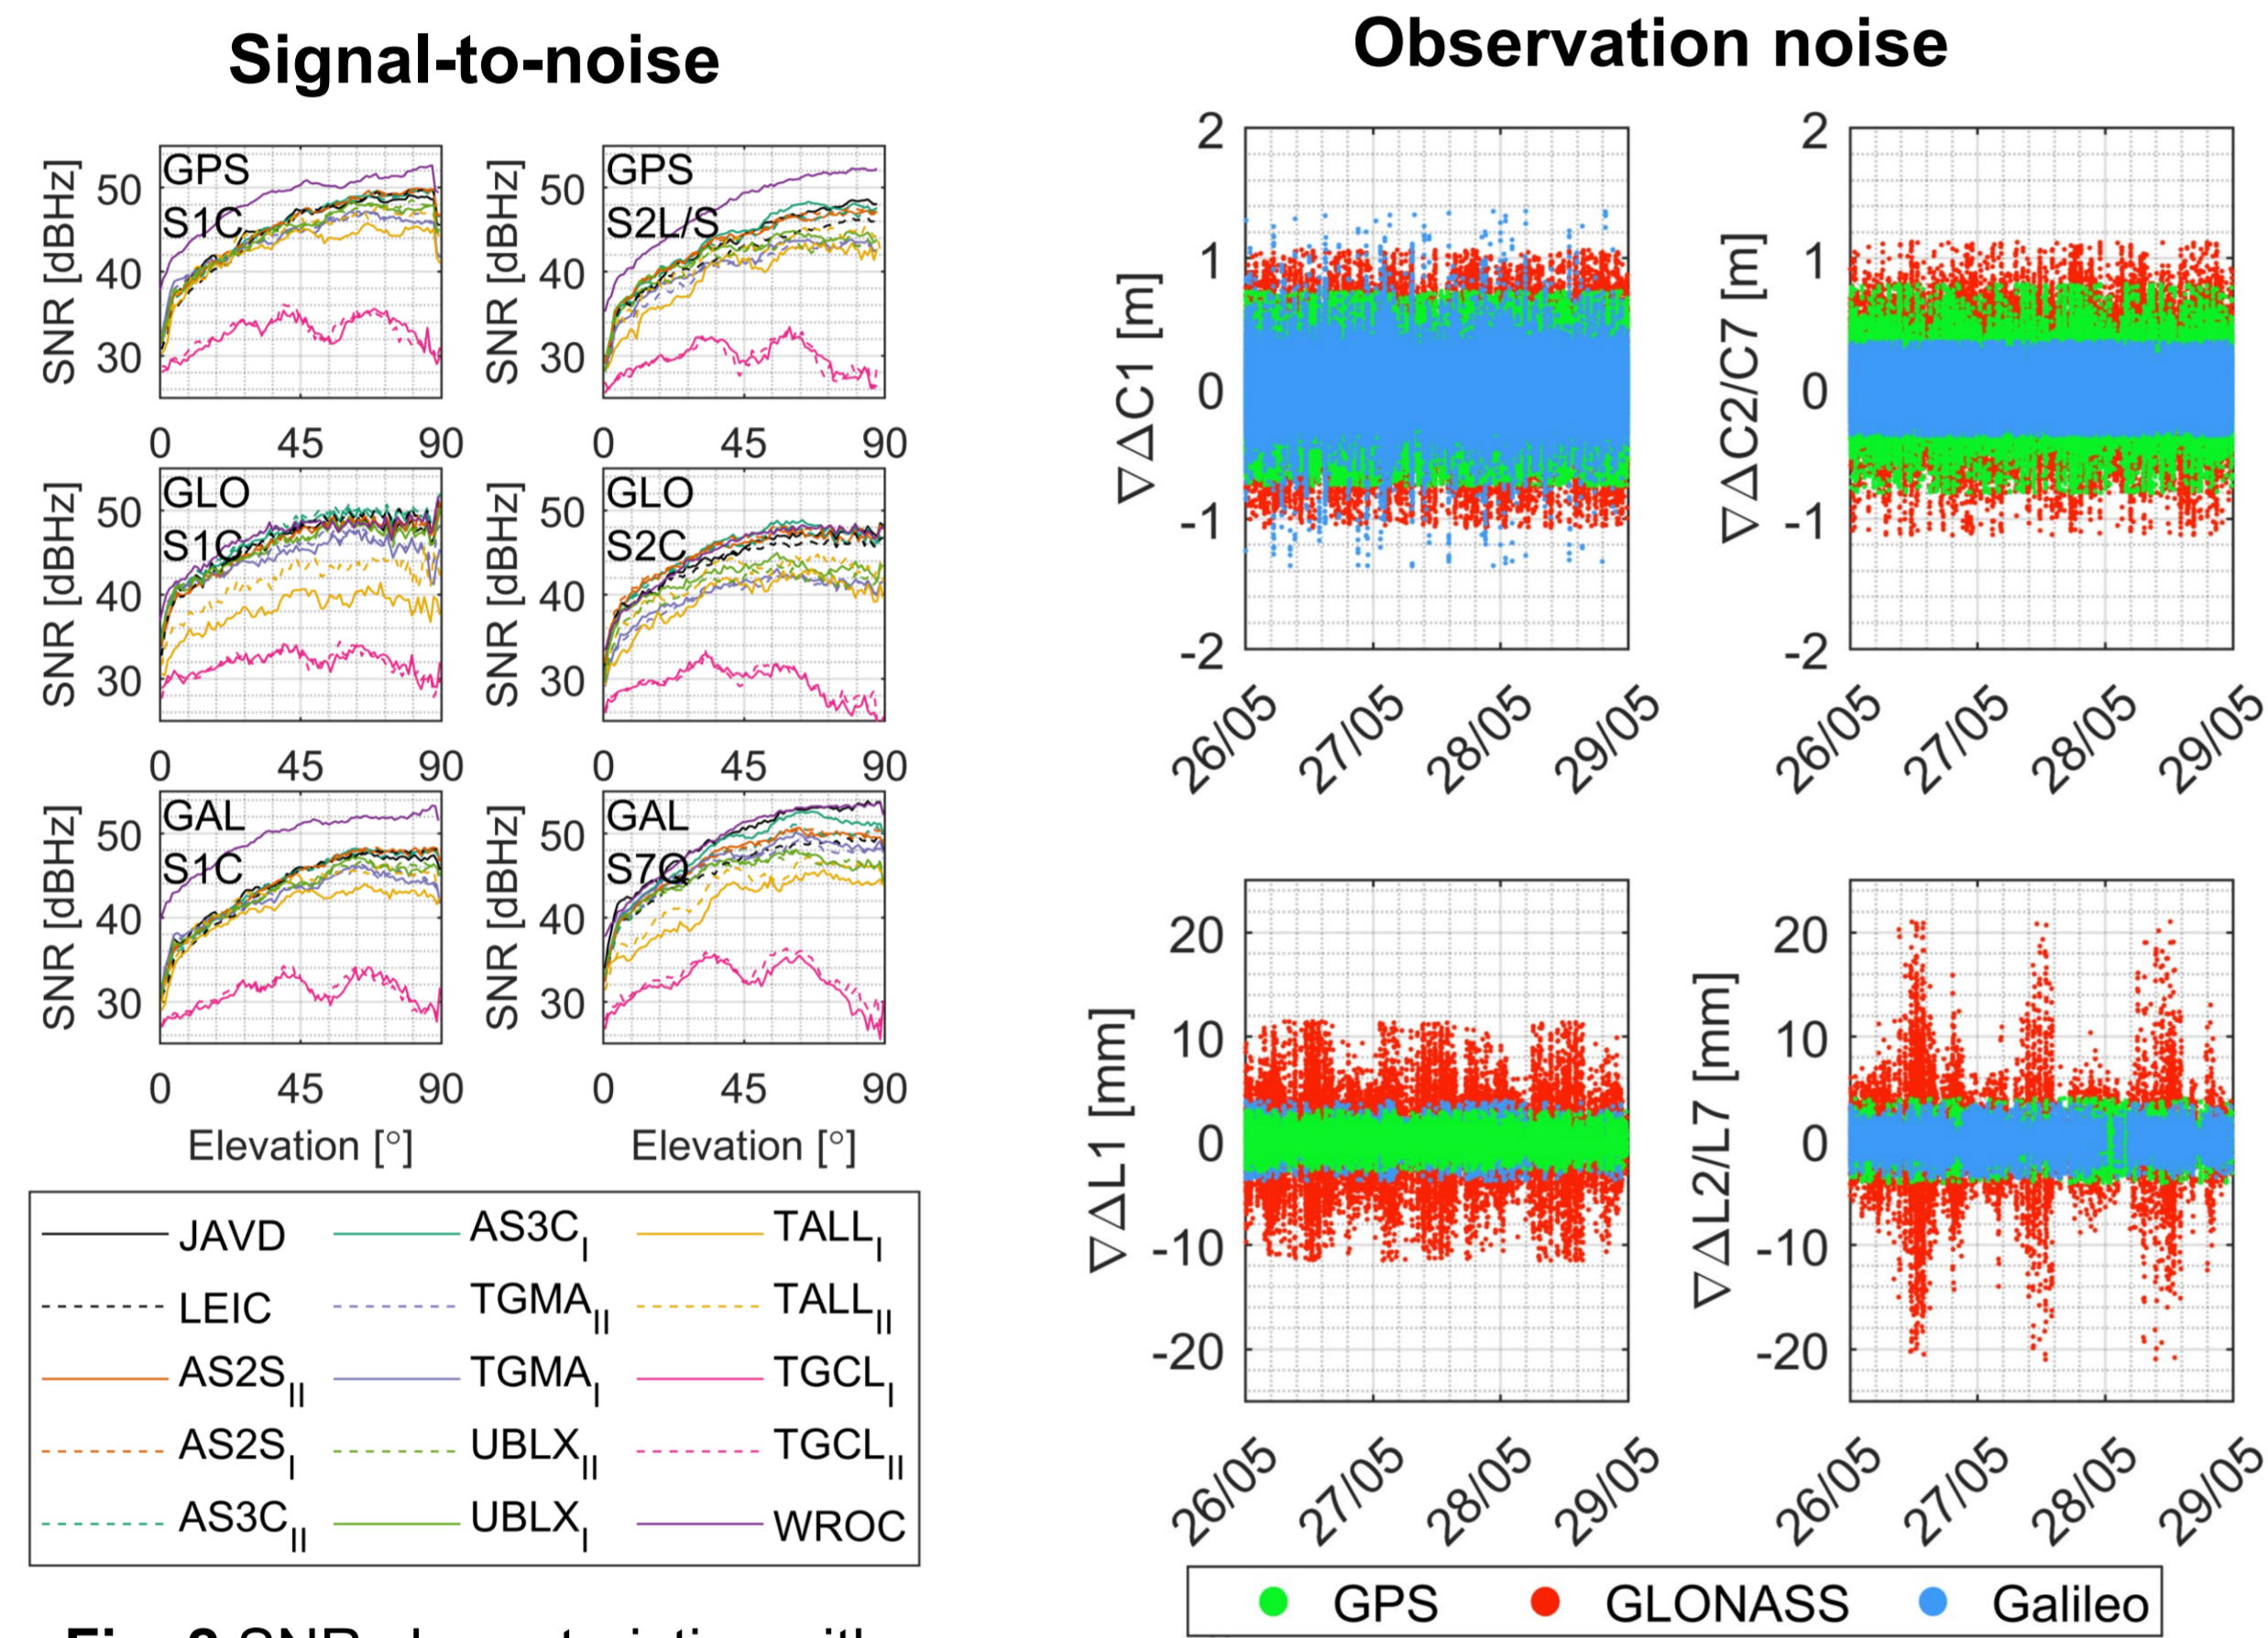 Signal-to-noise
GPS
S1C
SNR [dBHz]
50
40
30
0 45 90
GPS
S2L/S
SNR [dBHz]
50
40
30
0 45 90
GLO
S1C
SNR [dBHz]
50
40
30
0 45 90
GLO
S2C
SNR [dBHz]
50
40
30
0 45 90
GAL
S1C
SNR [dBHz]
50
40
30
0 45 90
Elevation [°]
GAL
S7Q
SNR [dBHz]
50
40
30
0 45 90
Elevation [°]
JAVD AS3C_I TALL_I
LEIC TGMA_II TALL_II
AS2S_II TGMA_I TGCL_I
AS2S_I UBLX_II TGCL_II
AS3C_II UBLX_I WROC
Observation noise
∇ΔC1 [m]
2
1
0
-1
-2
26/05 27/05 28/05 29/05
∇ΔC2/C7 [m]
2
1
0
-1
-2
26/05 27/05 28/05 29/05
∇ΔL1 [mm]
20
10
0
-10
-20
26/05 27/05 28/05 29/05
∇ΔL2/L7 [mm]
20
10
0
-10
-20
26/05 27/05 28/05 29/05
GPS GLONASS Galileo